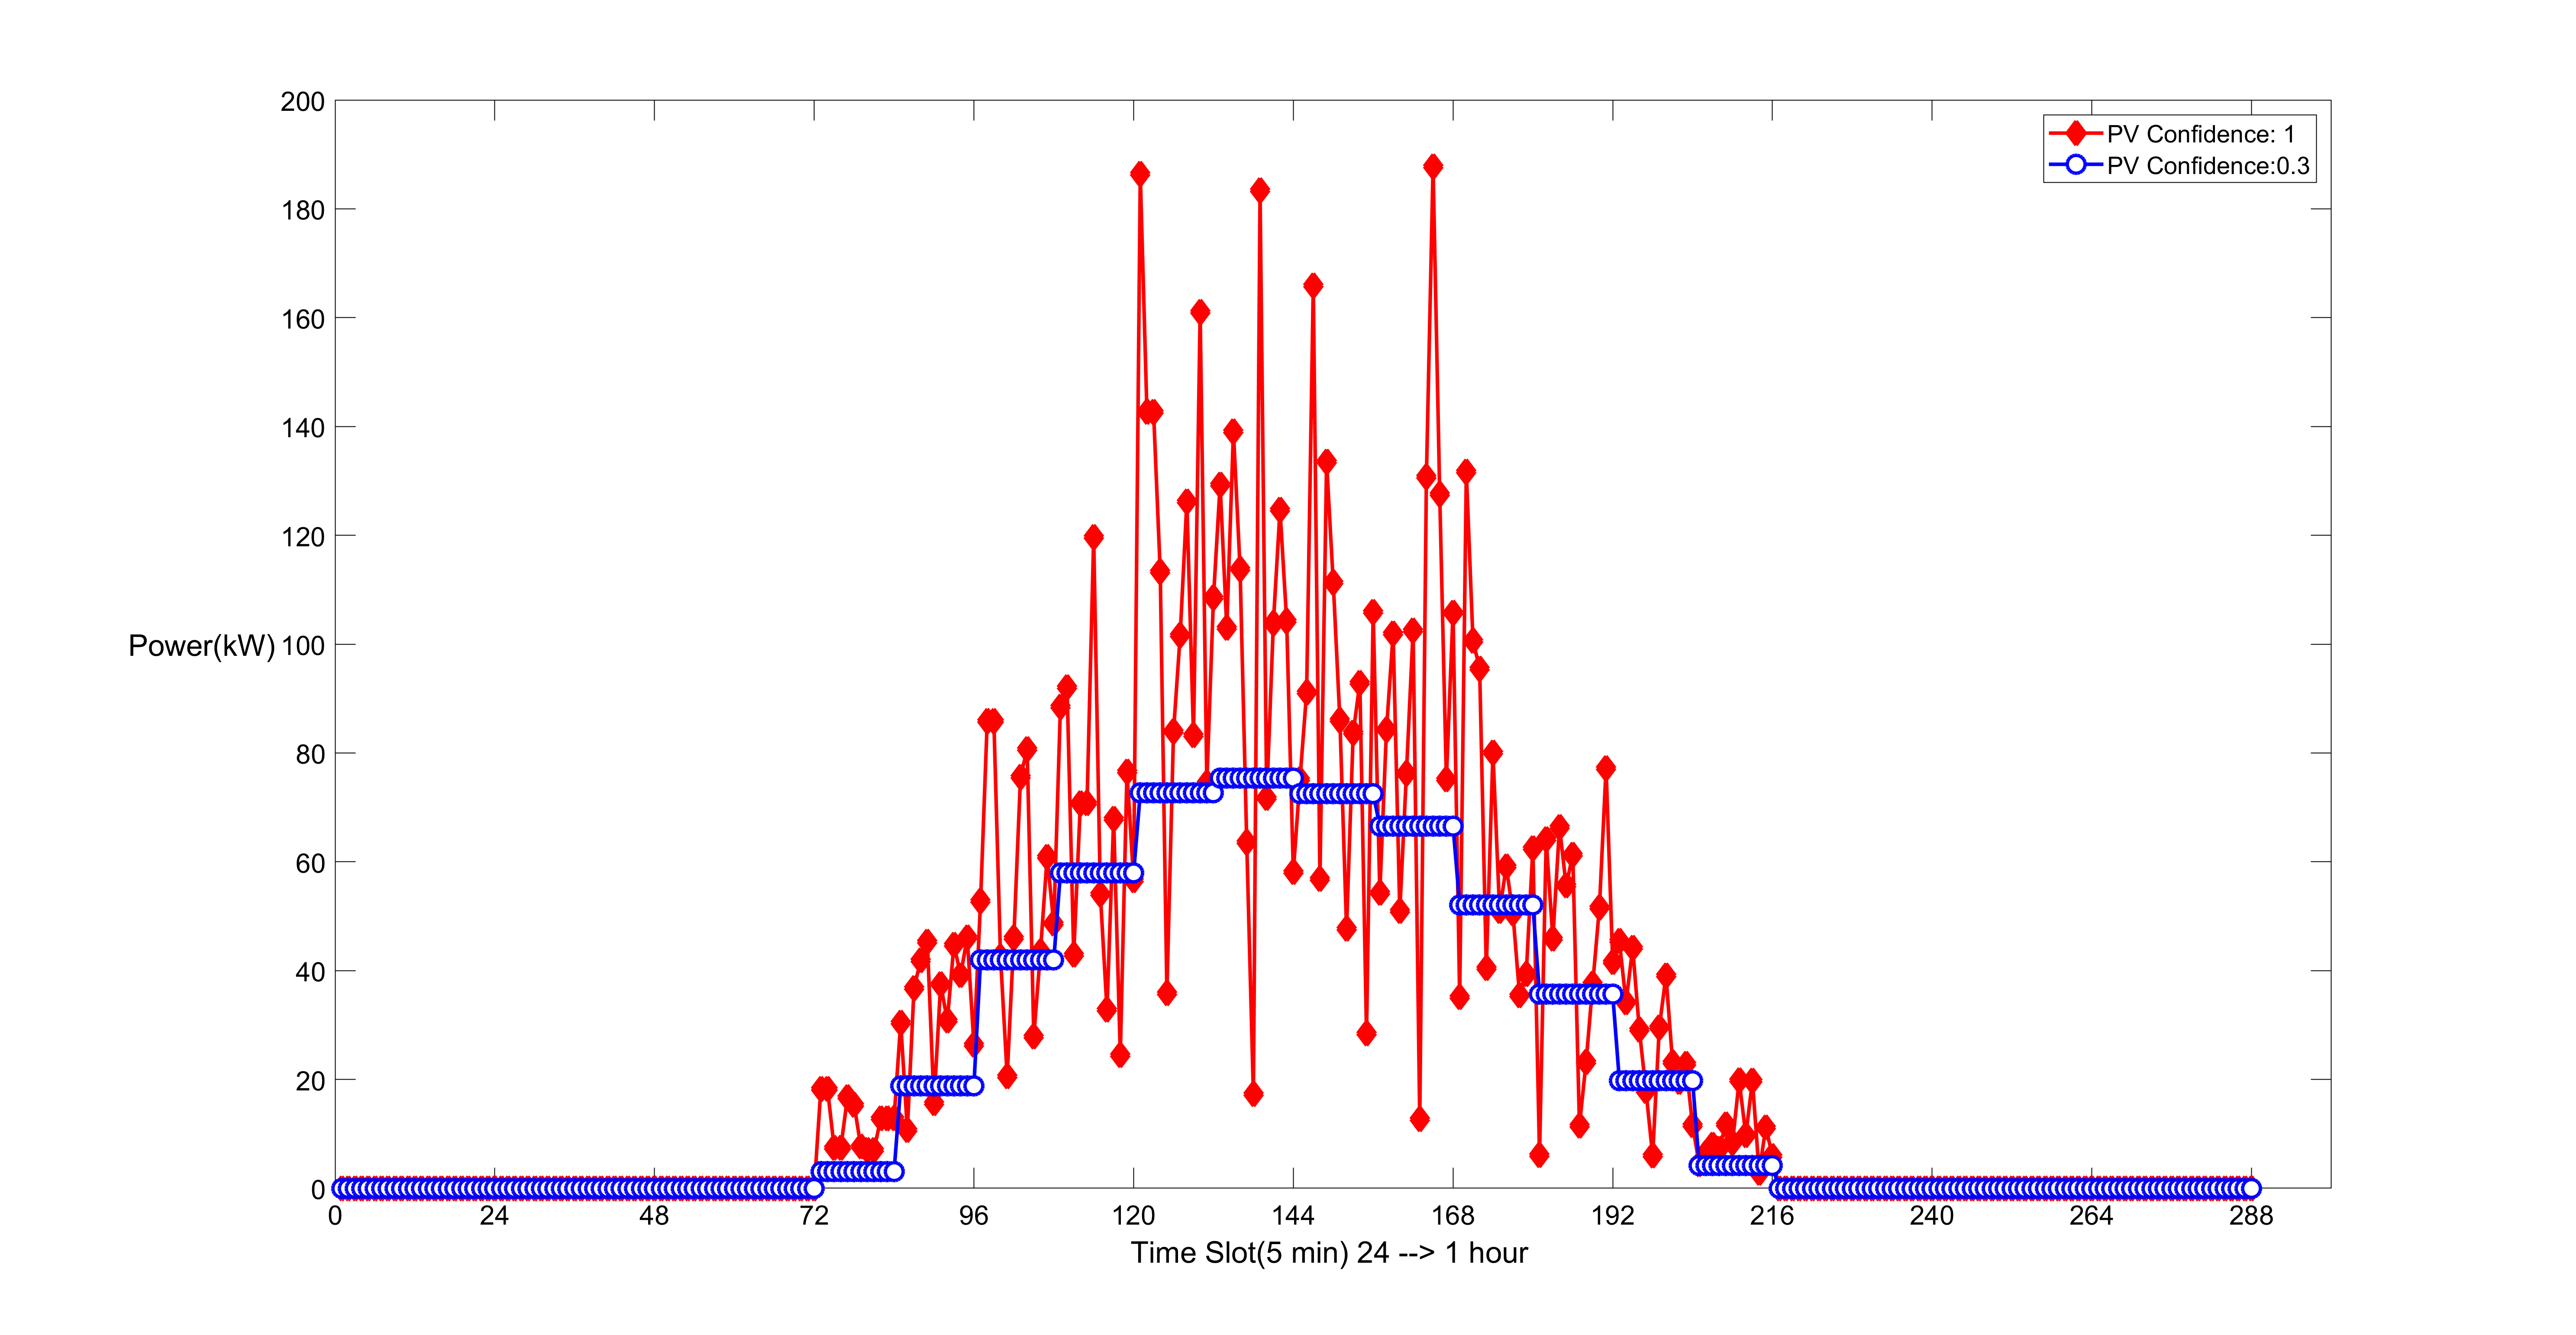 PV Confidence: 1
PV Confidence:0.3
200
180
160
140
120
Power(kW) 100
80
60
40
20
0
0 24 48 72 96 120 144 168 192 216 240 264 288
Time Slot(5 min) 24 --> 1 hour